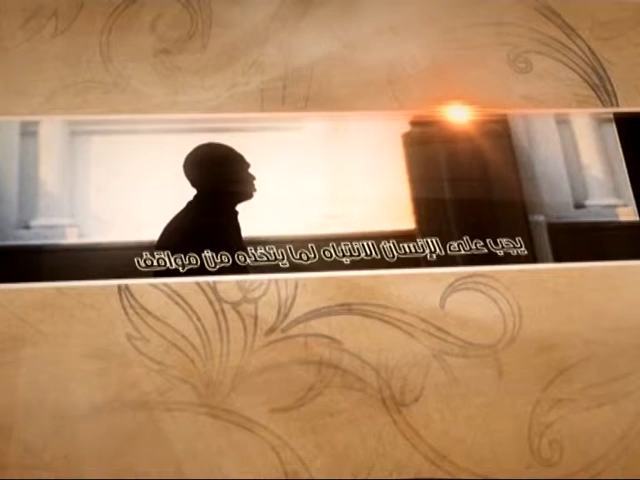 يجب على الإنسان الانتباه لما يتخذه من مواقف